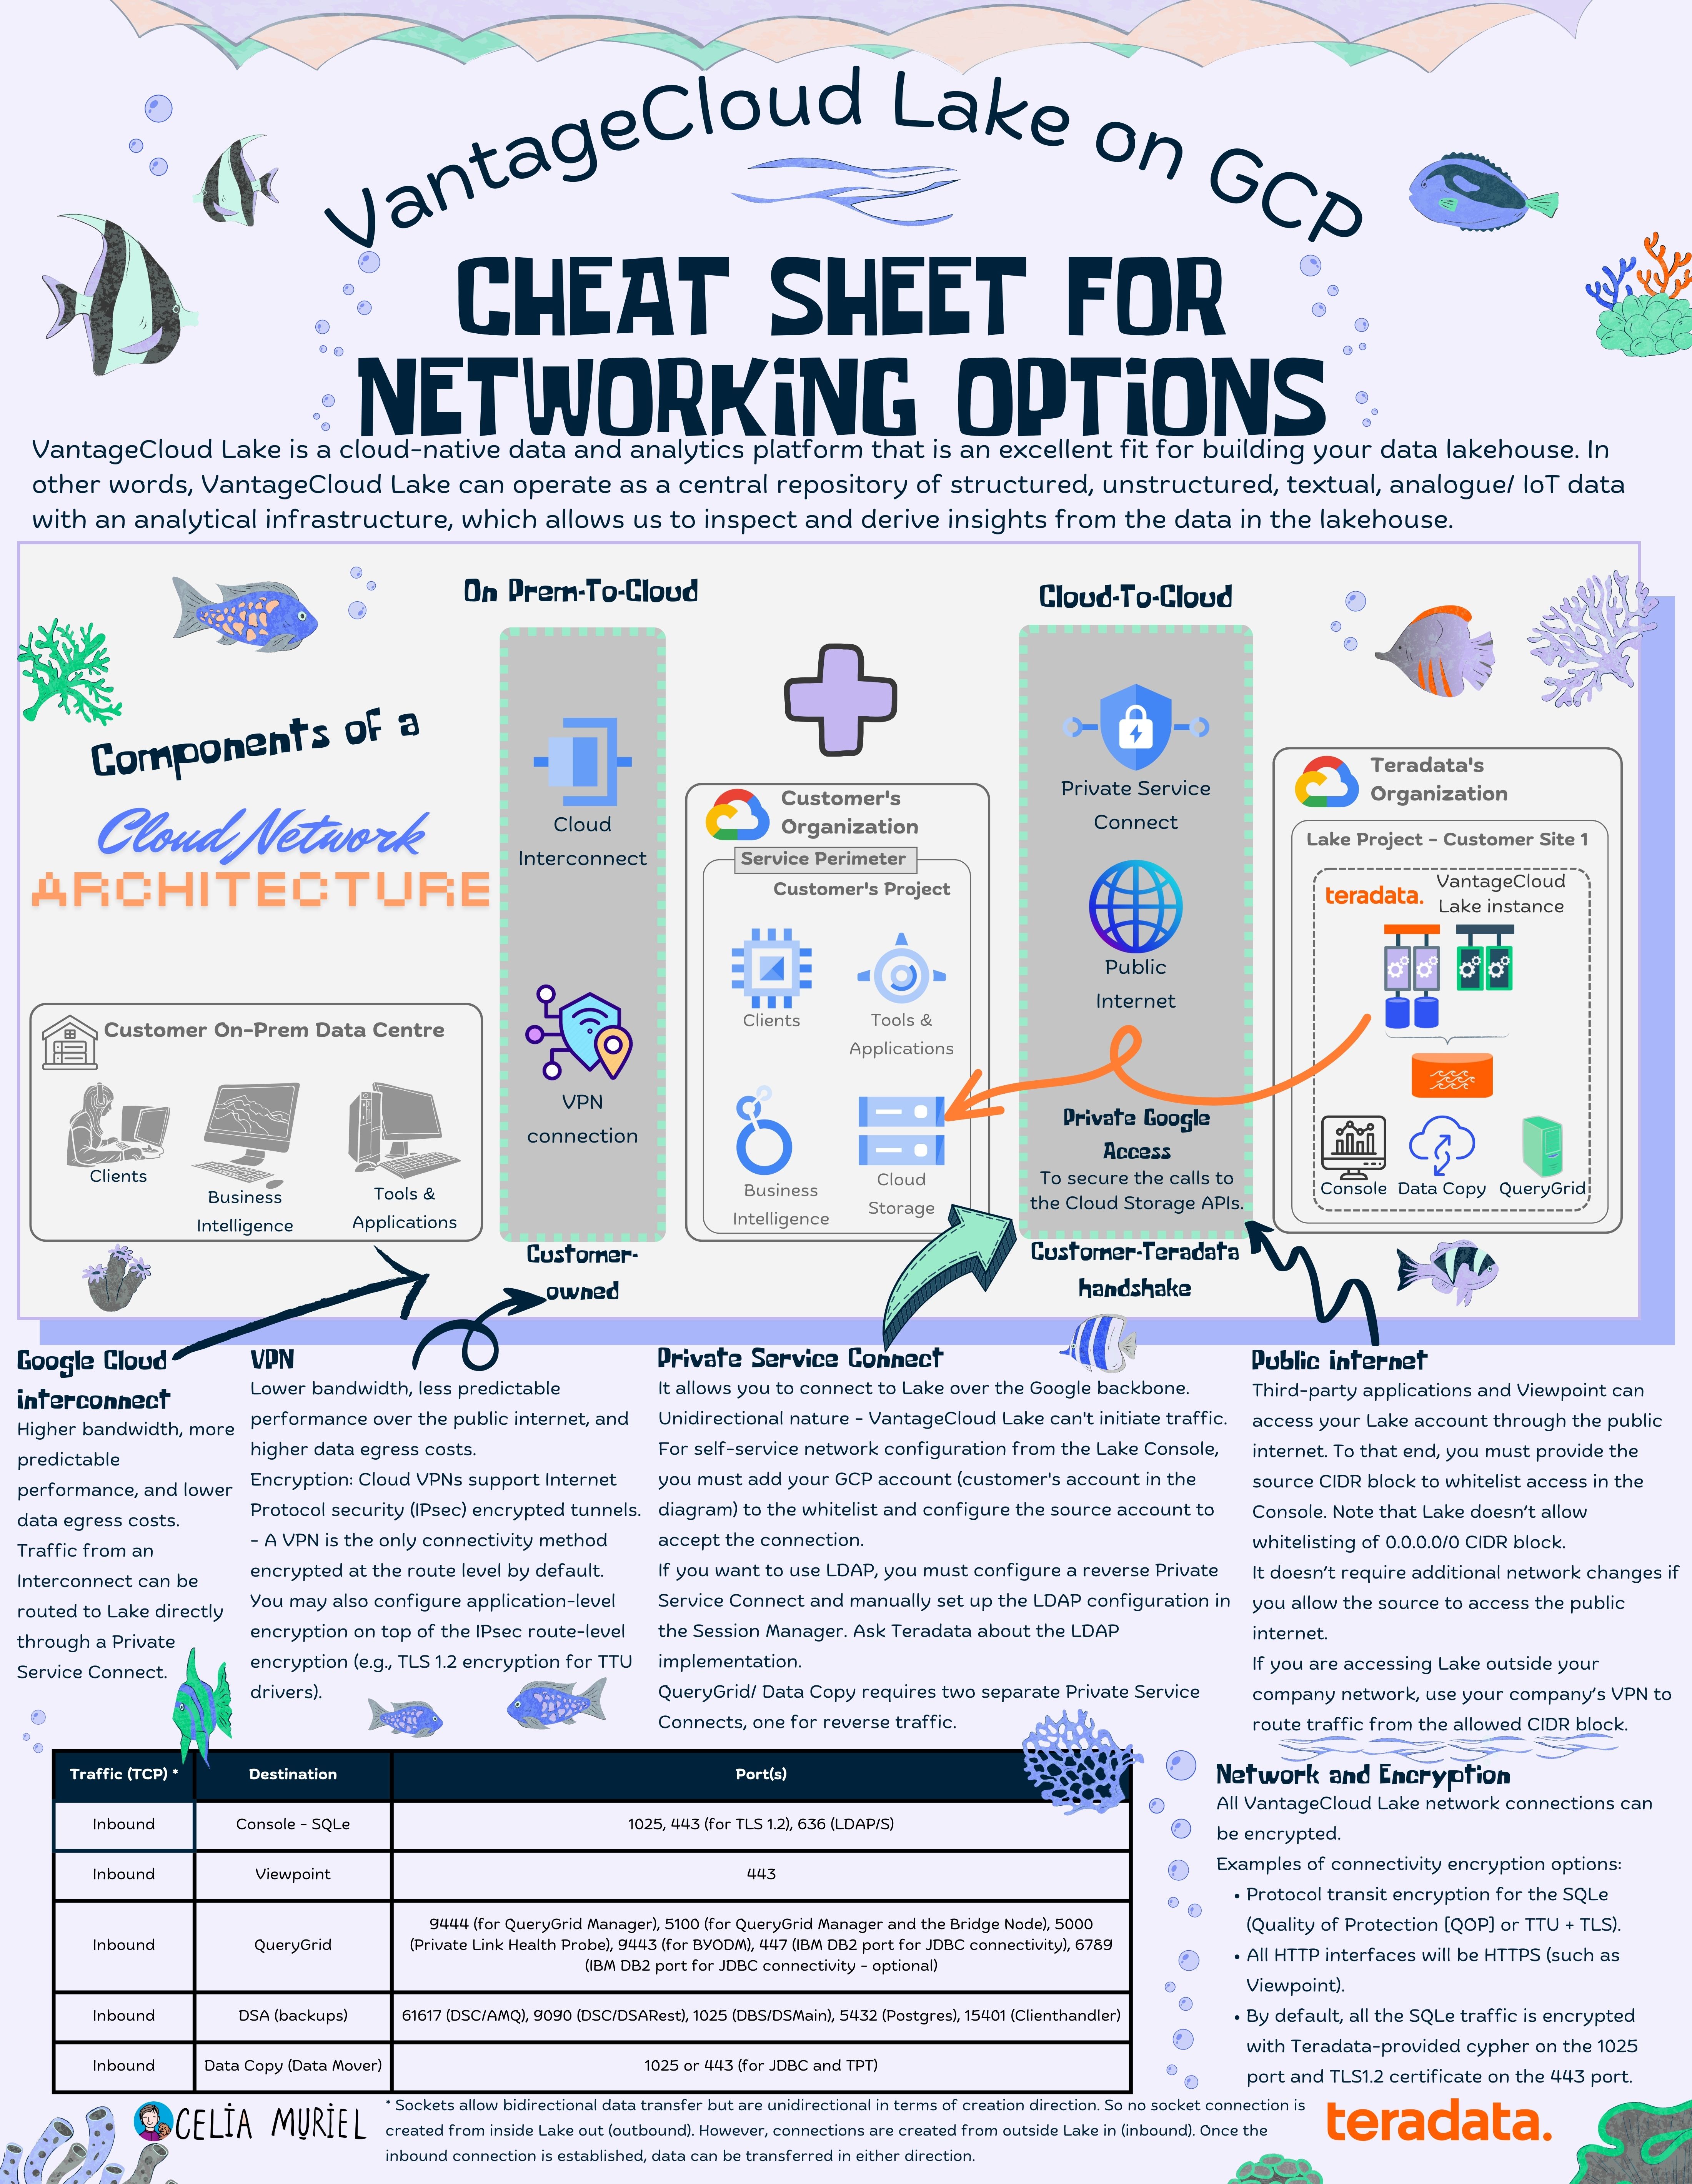 VantageCloud Lake on GCP
CHEAT SHEET FOR
NETWORKING OPTIONS
VantageCloud Lake is a cloud-native data and analytics platform that is an excellent fit for building your data lakehouse. In
other words, VantageCloud Lake can operate as a central repository of structured, unstructured, textual, analogue/ IoT data
with an analytical infrastructure, which allows us to inspect and derive insights from the data in the lakehouse.
Components of a
Cloud Network
ARCHITECTURE
Customer On-Prem Data Centre
Clients
Business
Intelligence
Tools &
Applications
On Prem-To-Cloud
Cloud
Interconnect
VPN
connection
Customer-
owned
Customer's
Organization
Service Perimeter
Customer's Project
Clients
Tools &
Applications
Business
Intelligence
Cloud
Storage
Cloud-To-Cloud
Private Service
Connect
Public
Internet
Private Google
Access
To secure the calls to
the Cloud Storage APIs.
Customer-Teradata
handshake
Teradata's
Organization
Lake Project - Customer Site 1
teradata.
VantageCloud
Lake instance
Console
Data Copy
QueryGrid
Google Cloud
interconnect
Higher bandwidth, more
predictable
performance, and lower
data egress costs.
Traffic from an
Interconnect can be
routed to Lake directly
through a Private
Service Connect.
VPN
Lower bandwidth, less predictable
performance over the public internet, and
higher data egress costs.
Encryption: Cloud VPNs support Internet
Protocol security (IPsec) encrypted tunnels.
- A VPN is the only connectivity method
encrypted at the route level by default.
You may also configure application-level
encryption on top of the IPsec route-level
encryption (e.g., TLS 1.2 encryption for TTU
drivers).
Private Service Connect
It allows you to connect to Lake over the Google backbone.
Unidirectional nature - VantageCloud Lake can't initiate traffic.
For self-service network configuration from the Lake Console,
you must add your GCP account (customer's account in the
diagram) to the whitelist and configure the source account to
accept the connection.
If you want to use LDAP, you must configure a reverse Private
Service Connect and manually set up the LDAP configuration in
the Session Manager. Ask Teradata about the LDAP
implementation.
QueryGrid/ Data Copy requires two separate Private Service
Connects, one for reverse traffic.
Public internet
Third-party applications and Viewpoint can
access your Lake account through the public
internet. To that end, you must provide the
source CIDR block to whitelist access in the
Console. Note that Lake doesn't allow
whitelisting of 0.0.0.0/0 CIDR block.
It doesn't require additional network changes if
you allow the source to access the public
internet.
If you are accessing Lake outside your
company network, use your company's VPN to
route traffic from the allowed CIDR block.
Traffic (TCP) * Destination Port(s)
Inbound Console - SQLe 1025, 443 (for TLS 1.2), 636 (LDAP/S)
Inbound Viewpoint 443
Inbound QueryGrid 9444 (for QueryGrid Manager), 5100 (for QueryGrid Manager and the Bridge Node), 5000
(Private Link Health Probe), 9443 (for BYODM), 447 (IBM DB2 port for JDBC connectivity), 6789
(IBM DB2 port for JDBC connectivity - optional)
Inbound DSA (backups) 61617 (DSC/AMQ), 9090 (DSC/DSARest), 1025 (DBS/DSMain), 5432 (Postgres), 15401 (Clienthandler)
Inbound Data Copy (Data Mover) 1025 or 443 (for JDBC and TPT)
Network and Encryption
All VantageCloud Lake network connections can
be encrypted.
Examples of connectivity encryption options:
• Protocol transit encryption for the SQLe
(Quality of Protection [QOP] or TTU + TLS).
• All HTTP interfaces will be HTTPS (such as
Viewpoint).
• By default, all the SQLe traffic is encrypted
with Teradata-provided cypher on the 1025
port and TLS1.2 certificate on the 443 port.
CELIA MURIEL
* Sockets allow bidirectional data transfer but are unidirectional in terms of creation direction. So no socket connection is
created from inside Lake out (outbound). However, connections are created from outside Lake in (inbound). Once the
inbound connection is established, data can be transferred in either direction.
teradata.